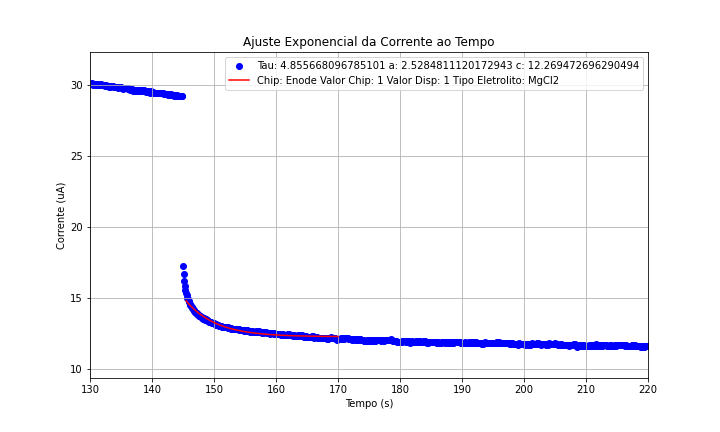 Ajuste Exponencial da Corrente ao Tempo
Tau: 4.855668096785101 a: 2.5284811120172943 c: 12.269472696290494
Chip: Enode Valor Chip: 1 Valor Disp: 1 Tipo Eletrolito: MgCl2
Corrente (uA)
30
25
20
15
10
130 140 150 160 170 180 190 200 210 220
Tempo (s)